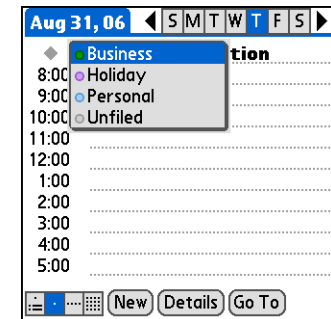 Aug 31, 06 S M T W T F S
Business tion
8:00 Holiday
9:00 Personal
10:00 Unfiled
11:00
12:00
1:00
2:00
3:00
4:00
5:00
New Details Go To